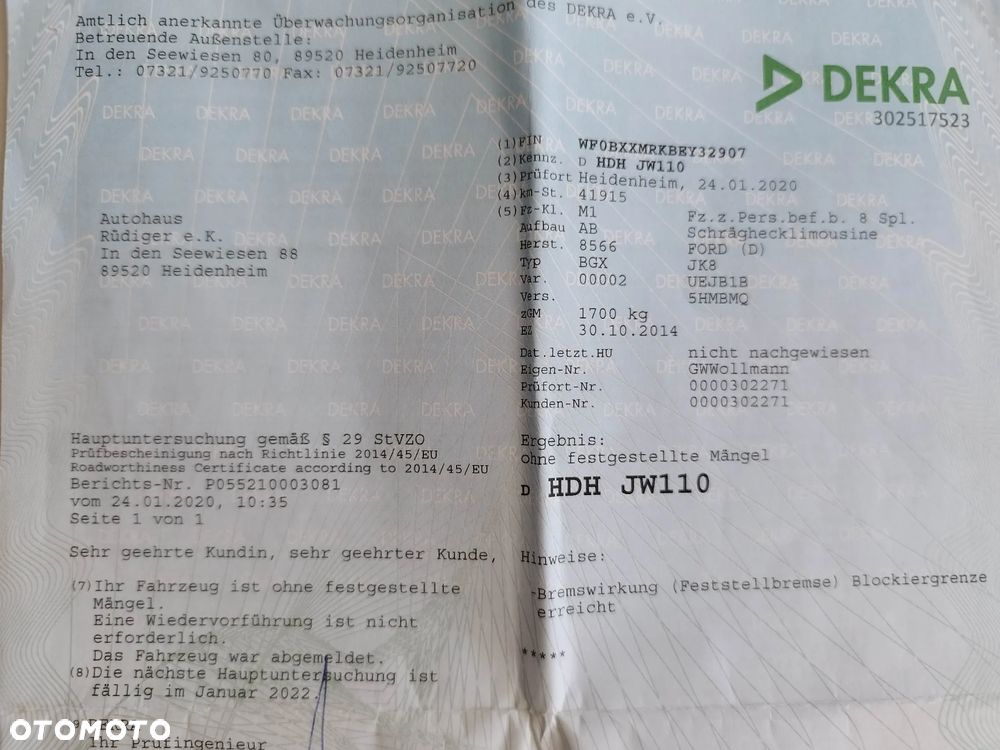 Amtlich anerkannte Überwachungsorganisation des DEKRA e.V.
Betreuende Außenstelle:
In den Seewiesen 80, 89520 Heidenheim
Tel.: 07321/9250770 Fax: 07321/92507720
DEKRA
302517523
(1) FIN WF0BXXMRKBEY32907
(2) Kennz. D HDH JW110
(3) Prüfort Heidenheim, 24.01.2020
(4) km-St. 41915
(5) Fz-Kl. M1 Fz.z.Pers.bef.b. 8 Spl.
Aufbau AB Schräghecklimousine
Herst. 8566 FORD (D)
Typ BGX JK8
Var. 00002 UEJB1B
Vers. 5HMBMQ
zGM 1700 kg
EZ 30.10.2014
Dat.letzt.HU nicht nachgewiesen
Eigen-Nr. GWWollmann
Prüfort-Nr. 0000302271
Kunden-Nr. 0000302271
Autohaus
Rüdiger e.K.
In den Seewiesen 88
89520 Heidenheim
Hauptuntersuchung gemäß § 29 StVZO
Prüfbescheinigung nach Richtlinie 2014/45/EU
Roadworthiness Certificate according to 2014/45/EU
Berichts-Nr. P055210003081
vom 24.01.2020, 10:35
Seite 1 von 1
Ergebnis:
ohne festgestellte Mängel
D HDH JW110
Sehr geehrte Kundin, sehr geehrter Kunde,
(7) Ihr Fahrzeug ist ohne festgestellte
Mängel.
Eine Wiedervorführung ist nicht
erforderlich.
Das Fahrzeug war abgemeldet.
(8) Die nächste Hauptuntersuchung ist
fällig im Januar 2022.
Hinweise:
-Bremswirkung (Feststellbremse) Blockiergrenze
erreicht
*****
Ihr Prüfingenieur
OTOMOTO